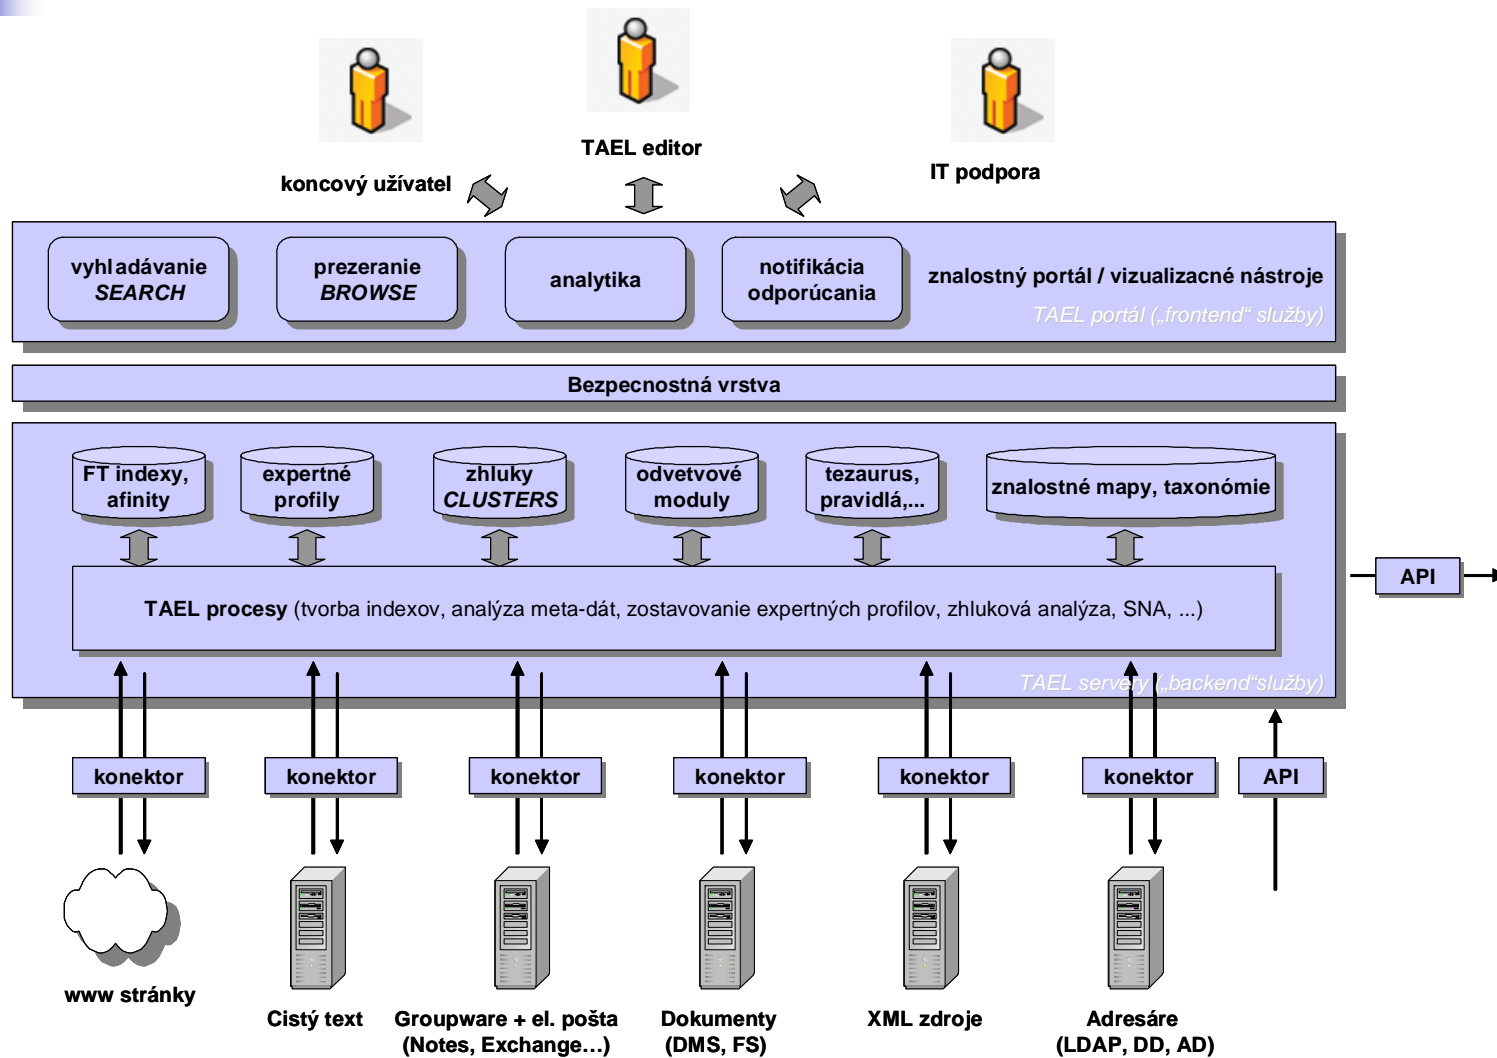 TAEL editor
koncový užívatel
IT podpora
vyhladávanie
SEARCH
prezeranie
BROWSE
analytika
notifikácia
odporúcania
znalostný portál / vizualizacné nástroje
TAEL portál („frontend“ služby)
Bezpecnostná vrstva
FT indexy,
afinity
expertné
profily
zhluky
CLUSTERS
odvetvové
moduly
tezaurus,
pravidlá,...
znalostné mapy, taxonómie
API
TAEL procesy (tvorba indexov, analýza meta-dát, zostavovanie expertných profilov, zhluková analýza, SNA, ...)
TAEL servery („backend“služby)
konektor
konektor
konektor
konektor
konektor
konektor
API
www stránky
Cistý text
Groupware + el. pošta
(Notes, Exchange…)
Dokumenty
(DMS, FS)
XML zdroje
Adresáre
(LDAP, DD, AD)